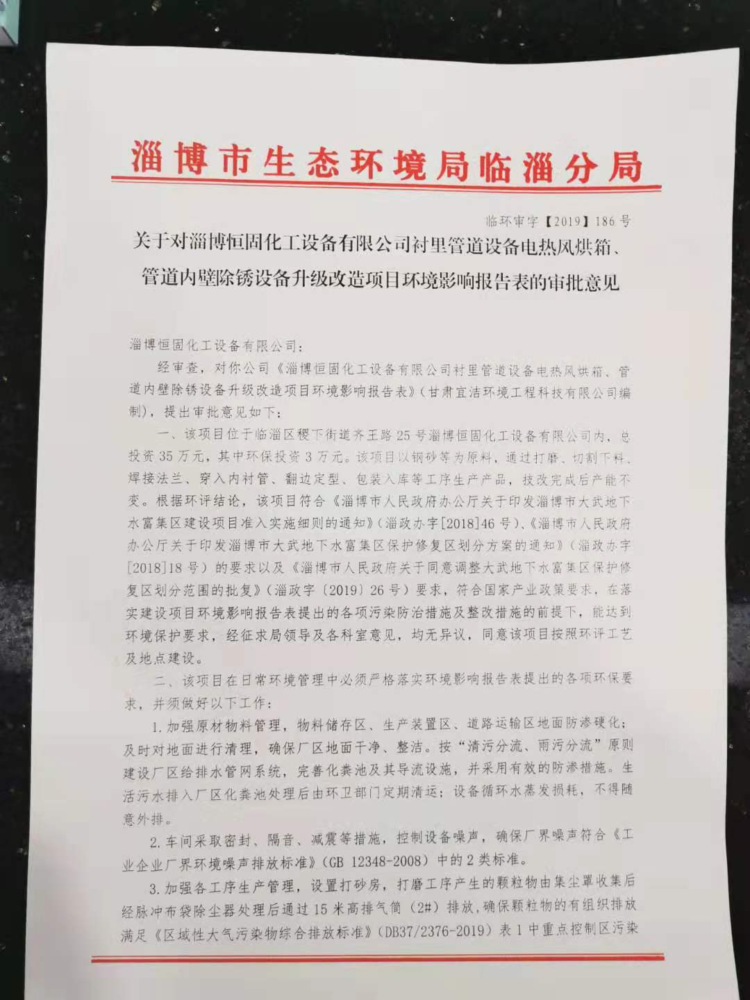 淄博市生态环境局临淄分局
临环审字【2019】186号
关于对淄博恒固化工设备有限公司衬里管道设备电热风烘箱、
管道内壁除锈设备升级改造项目环境影响报告表的审批意见
淄博恒固化工设备有限公司：
经审查，对你公司《淄博恒固化工设备有限公司衬里管道设备电热风烘箱、管
道内壁除锈设备升级改造项目环境影响报告表》（甘肃宜洁环境工程科技有限公司编
制），提出审批意见如下：
一、该项目位于临淄区稷下街道齐王路25号淄博恒固化工设备有限公司内，总
投资35万元，其中环保投资3万元。该项目以钢砂等为原料，通过打磨、切割下料、
焊接法兰、穿入内衬管、翻边定型、包装入库等工序生产产品，技改完成后产能不
变。根据环评结论，该项目符合《淄博市人民政府办公厅关于印发淄博市大武地下
水富集区建设项目准入实施细则的通知》（淄政办字[2018]46号）、《淄博市人民政府
办公厅关于印发淄博市大武地下水富集区保护修复区划分方案的通知》（淄政办字
[2018]18号）的要求以及《淄博市人民政府关于同意调整大武地下水富集区保护修
复区划分范围的批复》（淄政字〔2019〕26号）要求，符合国家产业政策要求，在落
实建设项目环境影响报告表提出的各项污染防治措施及整改措施的前提下，能达到
环境保护要求，经征求局领导及各科室意见，均无异议，同意该项目按照环评工艺
及地点建设。
二、该项目在日常环境管理中必须严格落实环境影响报告表提出的各项环保要
求，并须做好以下工作：
1.加强原材物料管理，物料储存区、生产装置区、道路运输区地面防渗硬化；
及时对地面进行清理，确保厂区地面干净、整洁。按“清污分流、雨污分流”原则
建设厂区给排水管网系统，完善化粪池及其导流设施，并采用有效的防渗措施。生
活污水排入厂区化粪池处理后由环卫部门定期清运；设备循环水蒸发损耗，不得随
意外排。
2.车间采取密封、隔音、减震等措施，控制设备噪声，确保厂界噪声符合《工
业企业厂界环境噪声排放标准》（GB 12348-2008）中的2类标准。
3.加强各工序生产管理，设置打砂房，打磨工序产生的颗粒物由集尘罩收集后
经脉冲布袋除尘器处理后通过15米高排气筒（2#）排放,确保颗粒物的有组织排放
满足《区域性大气污染物综合排放标准》（DB37/2376-2019）表1中重点控制区污染